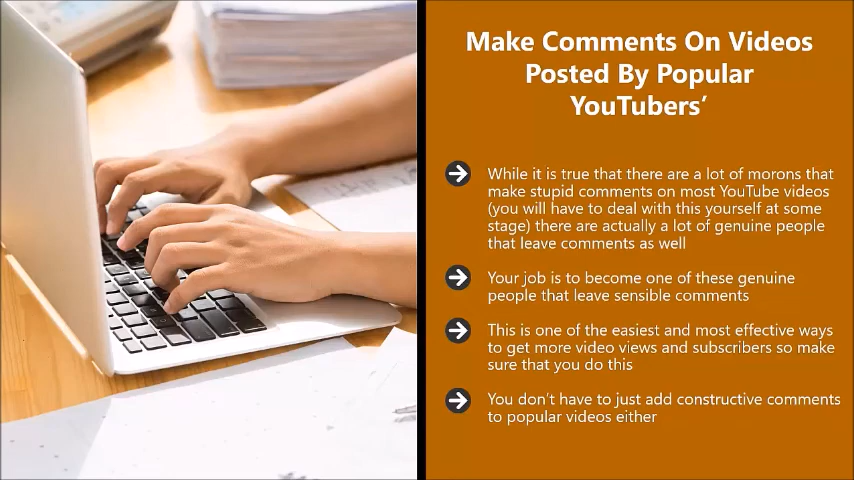 Make Comments On Videos
Posted By Popular
YouTubers’
While it is true that there are a lot of morons that
make stupid comments on most YouTube videos
(you will have to deal with this yourself at some
stage) there are actually a lot of genuine people
that leave comments as well
Your job is to become one of these genuine
people that leave sensible comments
This is one of the easiest and most effective ways
to get more video views and subscribers so make
sure that you do this
You don’t have to just add constructive comments
to popular videos either